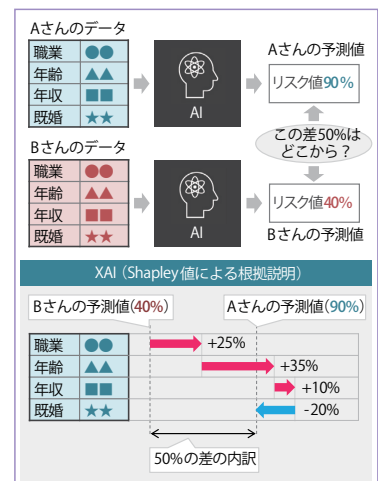 Aさんのデータ
職業 ●●
年齢 ▲▲
年収 ■■
既婚 ★★
AI
Aさんの予測値
リスク値90%
この差50%は
どこから？
Bさんのデータ
職業 ●●
年齢 ▲▲
年収 ■■
既婚 ★★
AI
リスク値40%
Bさんの予測値
XAI（Shapley値による根拠説明）
Bさんの予測値(40%)
Aさんの予測値(90%)
職業 ●● +25%
年齢 ▲▲ +35%
年収 ■■ +10%
既婚 ★★ -20%
50%の差の内訳